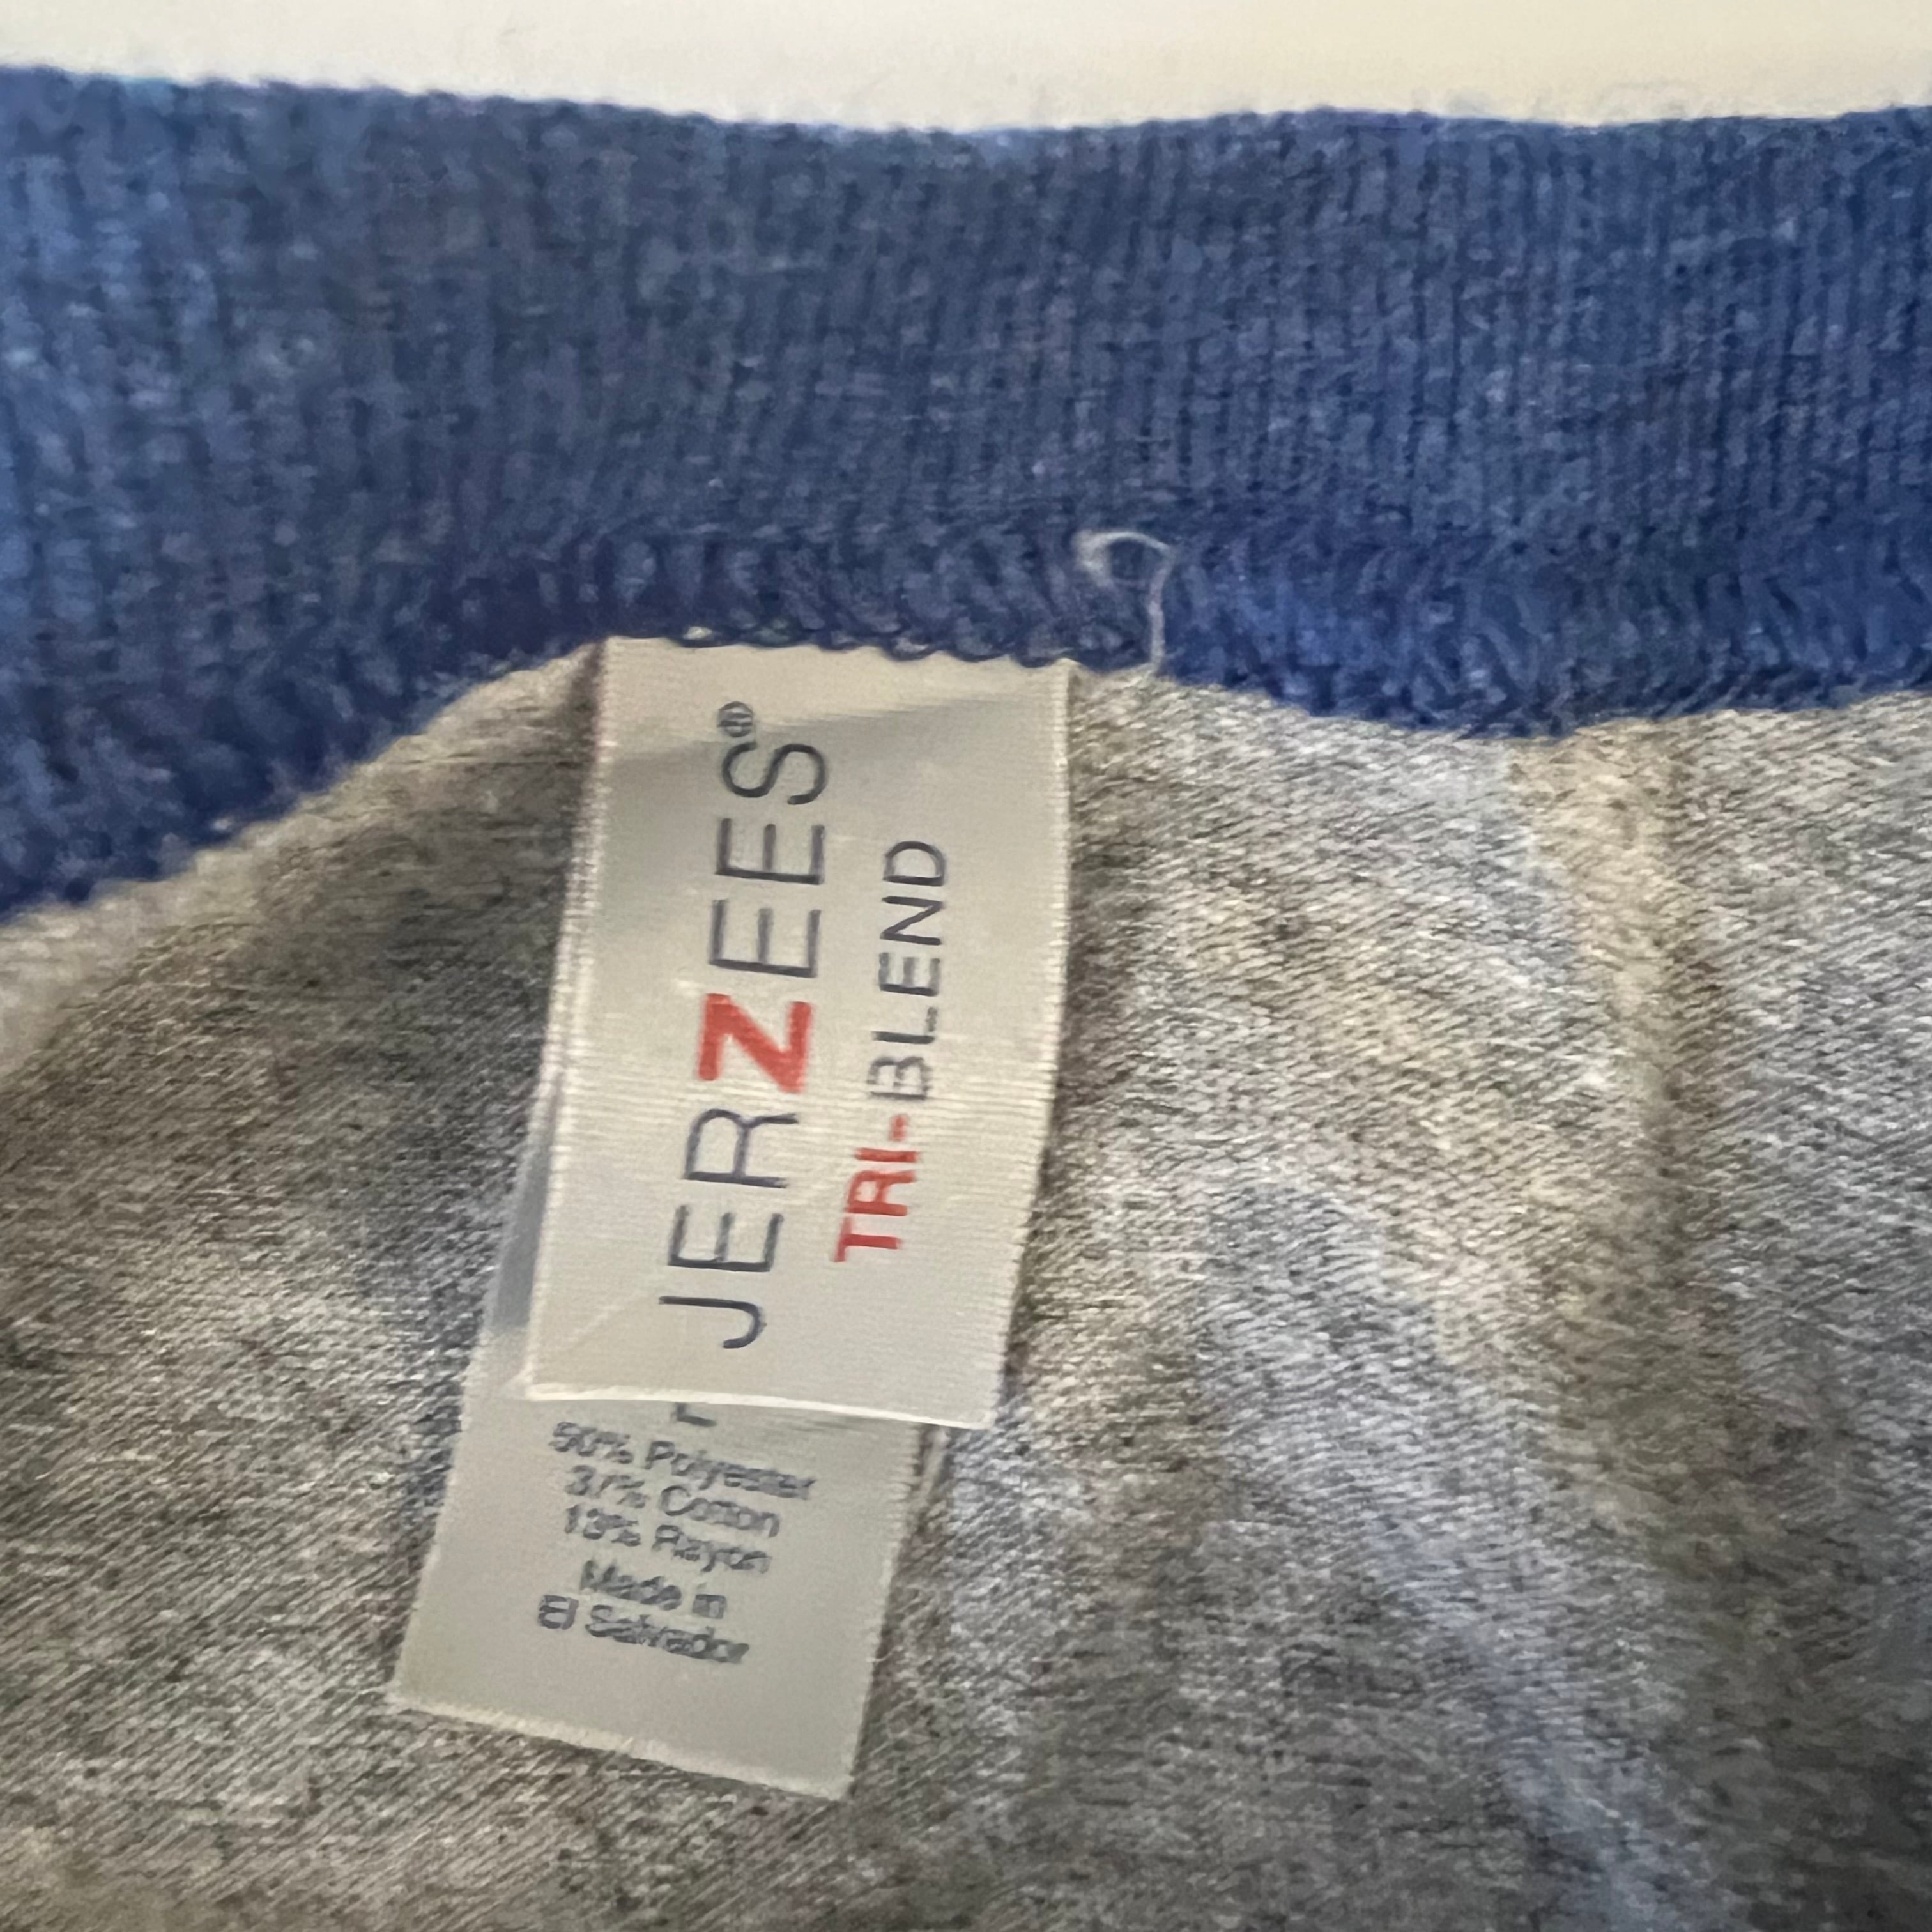 JERZEES®
TRI-BLEND
50% Polyester
37% Cotton
13% Rayon
Made in
El Salvador